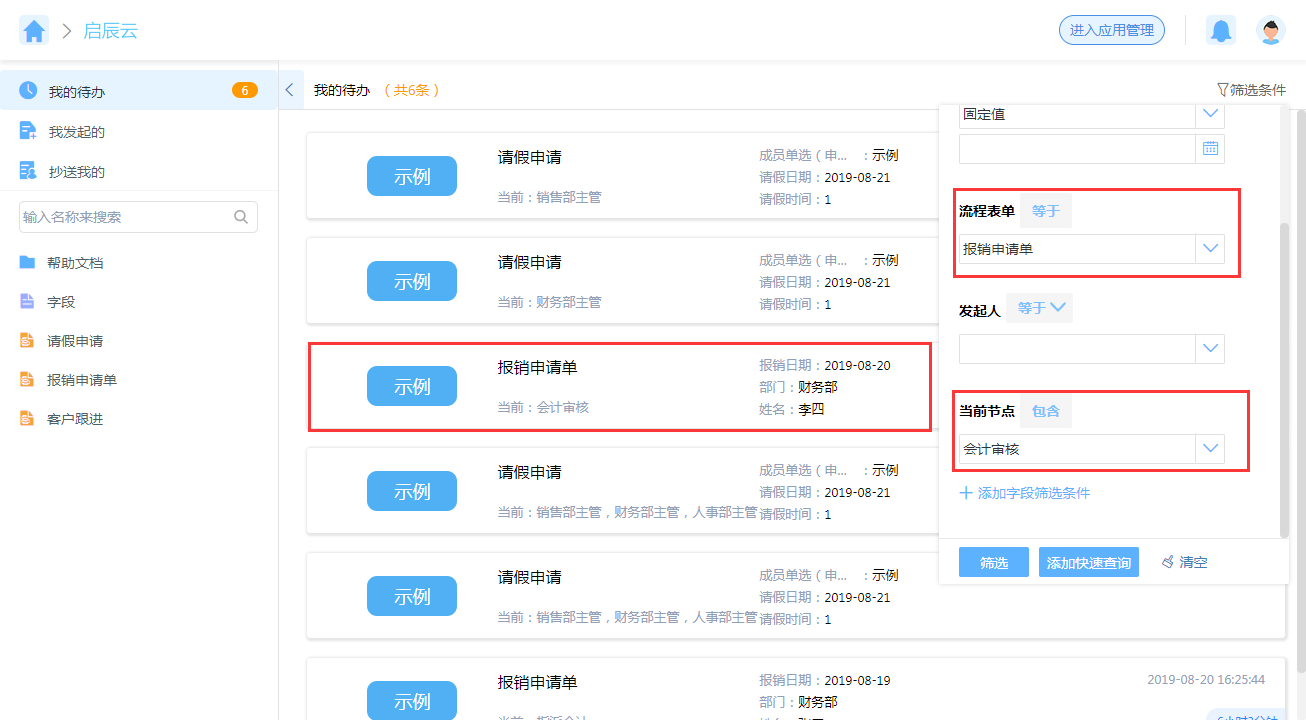 启辰云
进入应用管理
我的待办 6
我发起的
抄送我的
输入名称来搜索
帮助文档
字段
请假申请
报销申请单
客户跟进
我的待办 （共6条）
筛选条件
示例
请假申请
当前：销售部主管
成员单选（申... ：示例
请假日期：2019-08-21
请假时间：1
示例
请假申请
当前：财务部主管
成员单选（申... ：示例
请假日期：2019-08-21
请假时间：1
示例
报销申请单
当前：会计审核
报销日期：2019-08-20
部门：财务部
姓名：李四
示例
请假申请
当前：销售部主管，财务部主管，人事部主管
成员单选（申... ：示例
请假日期：2019-08-21
请假时间：1
示例
请假申请
当前：销售部主管，财务部主管，人事部主管
成员单选（申... ：示例
请假日期：2019-08-21
请假时间：1
示例
报销申请单
报销日期：2019-08-19
部门：财务部
2019-08-20 16:25:44
固定值
流程表单 等于
报销申请单
发起人 等于
当前节点 包含
会计审核
添加字段筛选条件
筛选
添加快速查询
清空